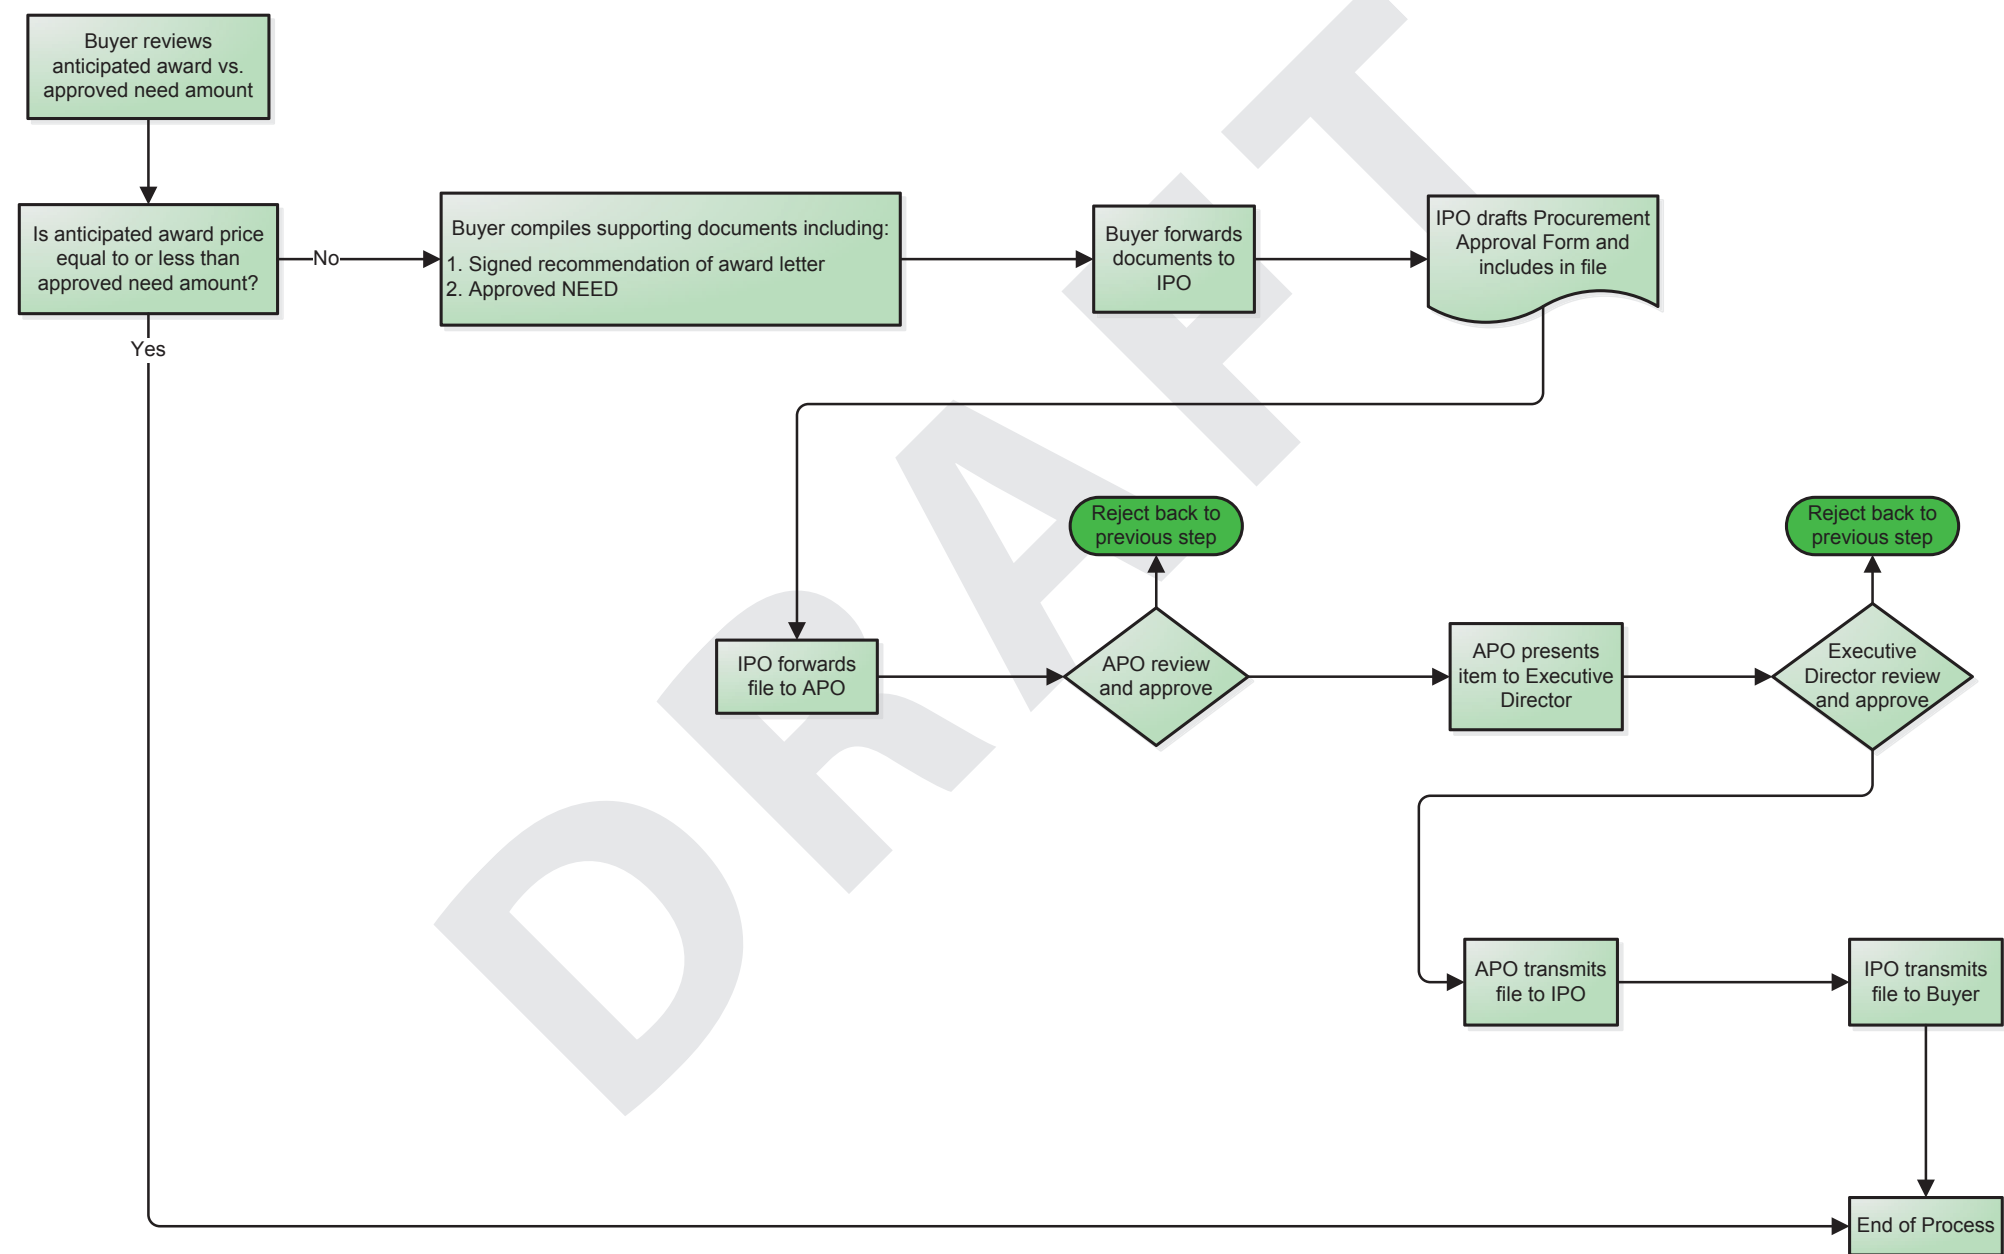 Buyer reviews
anticipated award vs.
approved need amount
Is anticipated award price
equal to or less than
approved need amount?
No
Buyer compiles supporting documents including:
1. Signed recommendation of award letter
2. Approved NEED
Buyer forwards
documents to
IPO
IPO drafts Procurement
Approval Form and
includes in file
Yes
Reject back to
previous step
Reject back to
previous step
IPO forwards
file to APO
APO review
and approve
APO presents
item to Executive
Director
Executive
Director review
and approve
APO transmits
file to IPO
IPO transmits
file to Buyer
End of Process
DRAFT